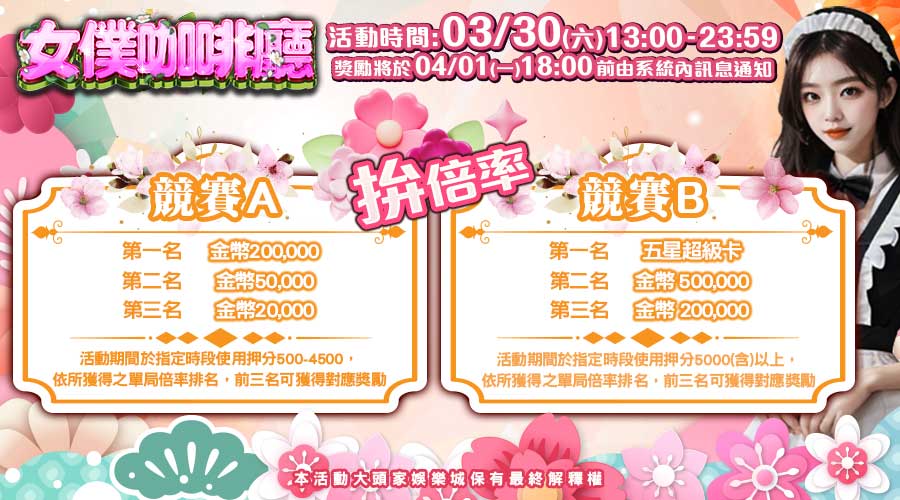 女僕咖啡廳
活動時間:03/30(六)13:00-23:59
獎勵將於04/01(一)18:00前由系統內訊息通知
拚倍率
競賽A
第一名 金幣200,000
第二名 金幣50,000
第三名 金幣20,000
活動期間於指定時段使用押分500-4500，
依所獲得之單局倍率排名，前三名可獲得對應獎勵
競賽B
第一名 五星超級卡
第二名 金幣 500,000
第三名 金幣 200,000
活動期間於指定時段使用押分5000(含)以上，
依所獲得之單局倍率排名，前三名可獲得對應獎勵
本活動大頭家娛樂城保有最終解釋權